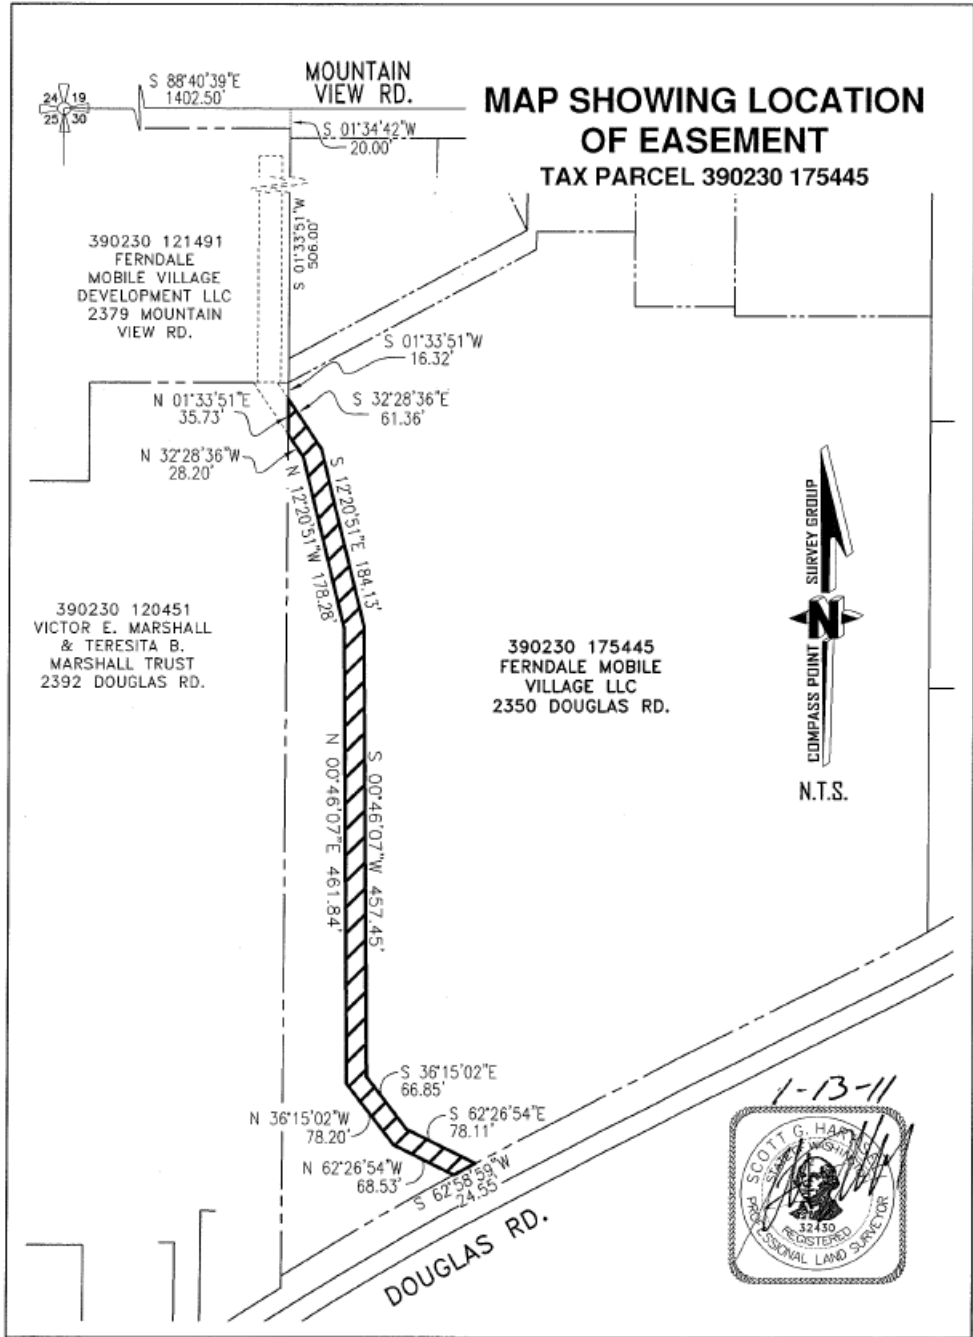 MAP SHOWING LOCATION
OF EASEMENT
TAX PARCEL 390230 175445
MOUNTAIN
VIEW RD.
S 88°40'39"E
1402.50'
24 19
25 30
S 01°34'42"W
20.00'
S 01°33'51"W
506.00'
390230 121491
FERNDALE
MOBILE VILLAGE
DEVELOPMENT LLC
2379 MOUNTAIN
VIEW RD.
S 01°33'51"W
16.32'
N 01°33'51"E
35.73'
S 32°28'36"E
61.36'
N 32°28'36"W
28.20'
S 12°20'51"E 184.13'
N 12°20'51"W 178.28'
390230 120451
VICTOR E. MARSHALL
& TERESITA B.
MARSHALL TRUST
2392 DOUGLAS RD.
390230 175445
FERNDALE MOBILE
VILLAGE LLC
2350 DOUGLAS RD.
COMPASS POINT SURVEY GROUP
N
N.T.S.
N 00°46'07"E 461.84'
S 00°46'07"W 457.45'
S 36°15'02"E
66.85'
N 36°15'02"W
78.20'
S 62°26'54"E
78.11'
N 62°26'54"W
68.53'
S 62°58'59"W
24.55'
DOUGLAS RD.
1-13-11
SCOTT G.
STATE
32430
REGISTERED
PROFESSIONAL LAND SURVEYOR